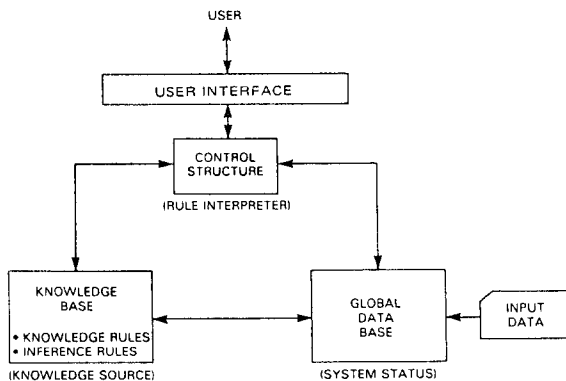 USER
USER INTERFACE
CONTROL
STRUCTURE
(RULE INTERPRETER)
KNOWLEDGE
BASE
• KNOWLEDGE RULES
• INFERENCE RULES
(KNOWLEDGE SOURCE)
GLOBAL
DATA
BASE
(SYSTEM STATUS)
INPUT
DATA